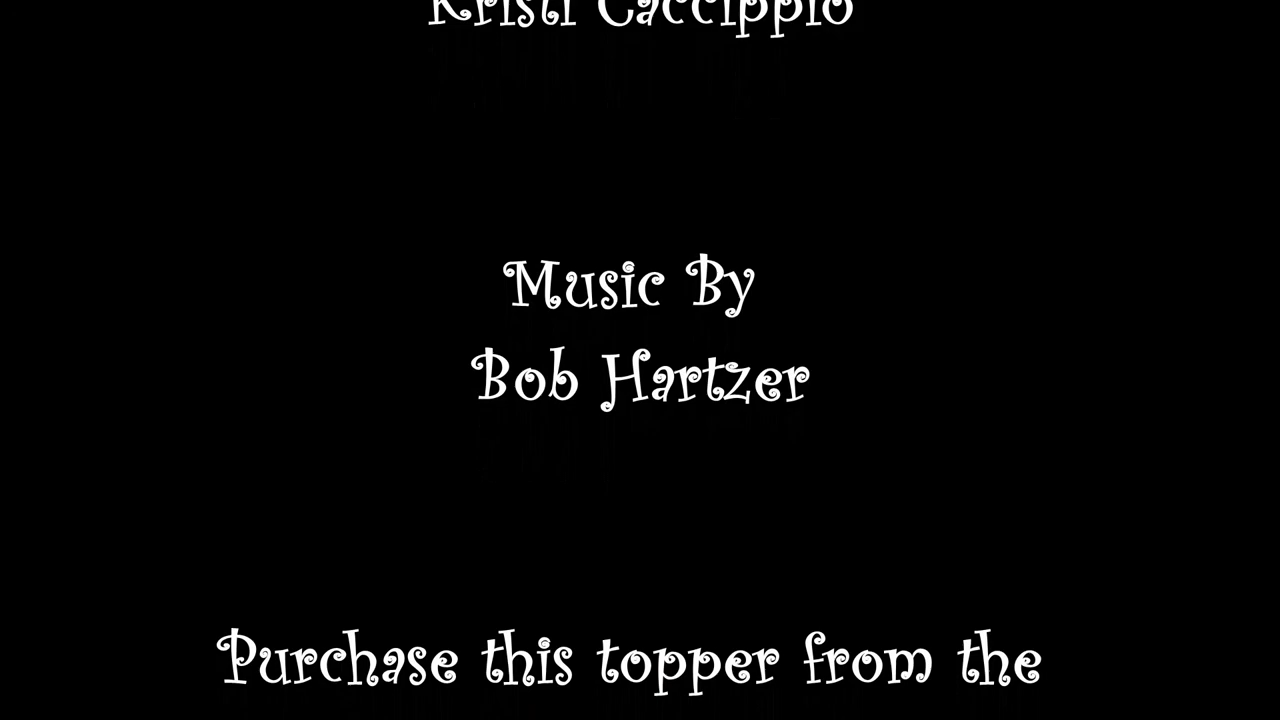 Kristi Caccippio
Music By
Bob Hartzer
Purchase this topper from the